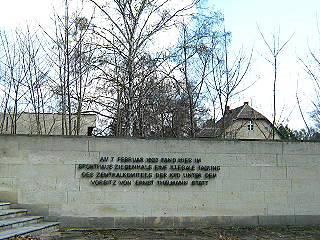 AM 7 FEBRUAR 1933 FAND HIER IM
SPORTHAUS ZIEGENHALS EINE ILLEGALE TAGUNG
DES ZENTRALKOMITEES DER KPD UNTER DEM
VORSITZ VON ERNST THÄLMANN STATT